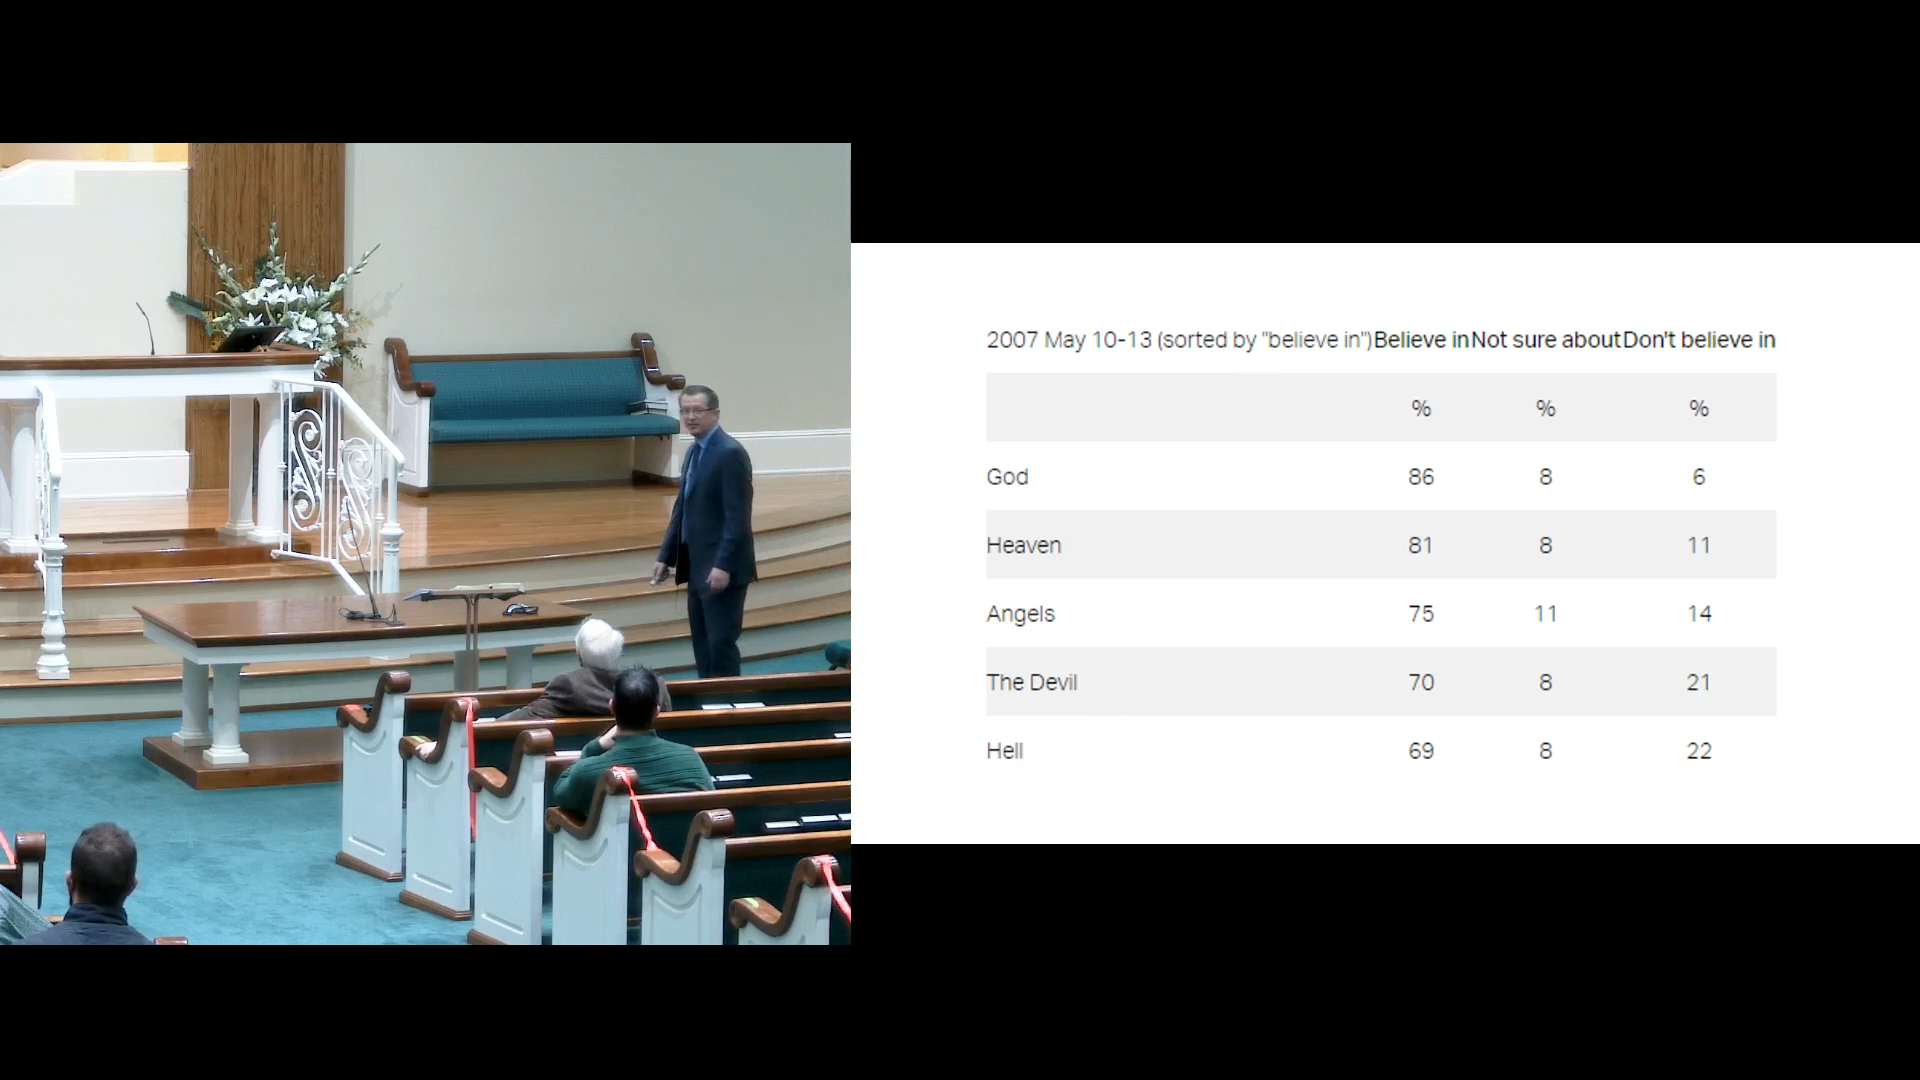 2007 May 10-13 (sorted by "believe in")Believe inNot sure aboutDon't believe in
% % %
God 86 8 6
Heaven 81 8 11
Angels 75 11 14
The Devil 70 8 21
Hell 69 8 22